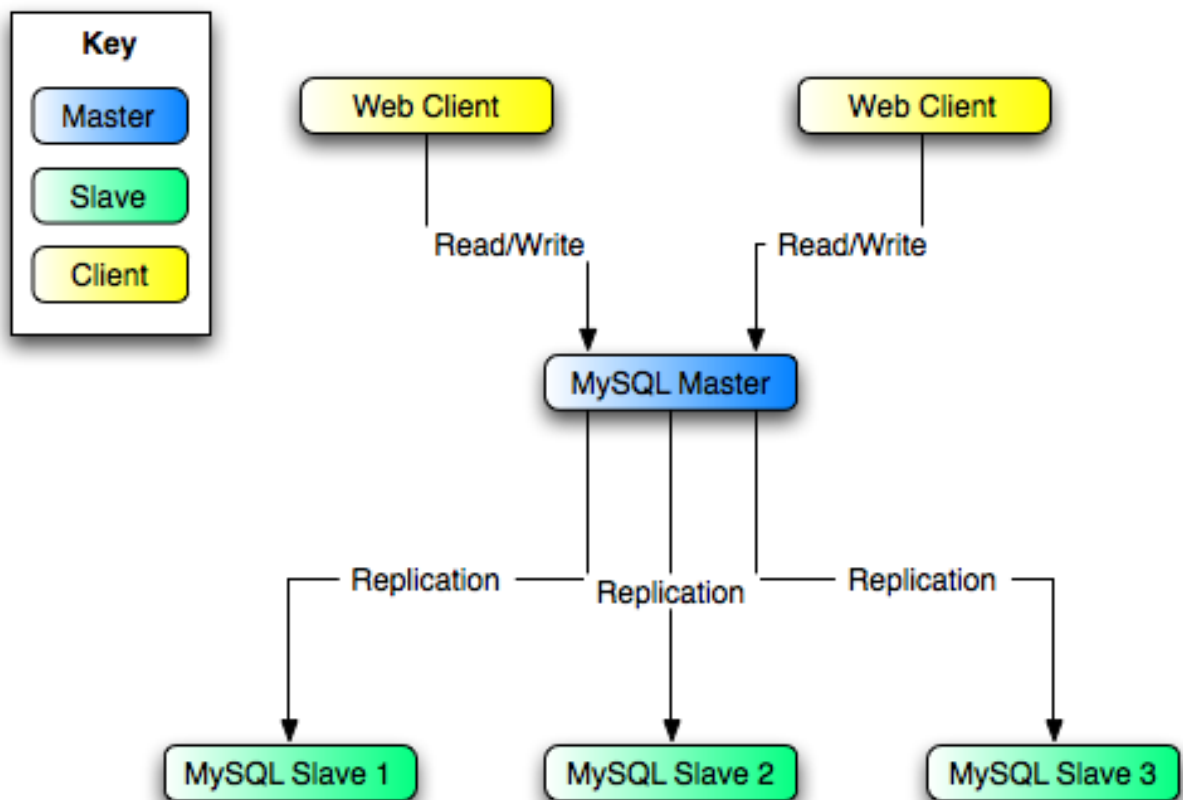 Key
Master
Slave
Client
Web Client
Web Client
Read/Write
Read/Write
MySQL Master
Replication
Replication
Replication
MySQL Slave 1
MySQL Slave 2
MySQL Slave 3